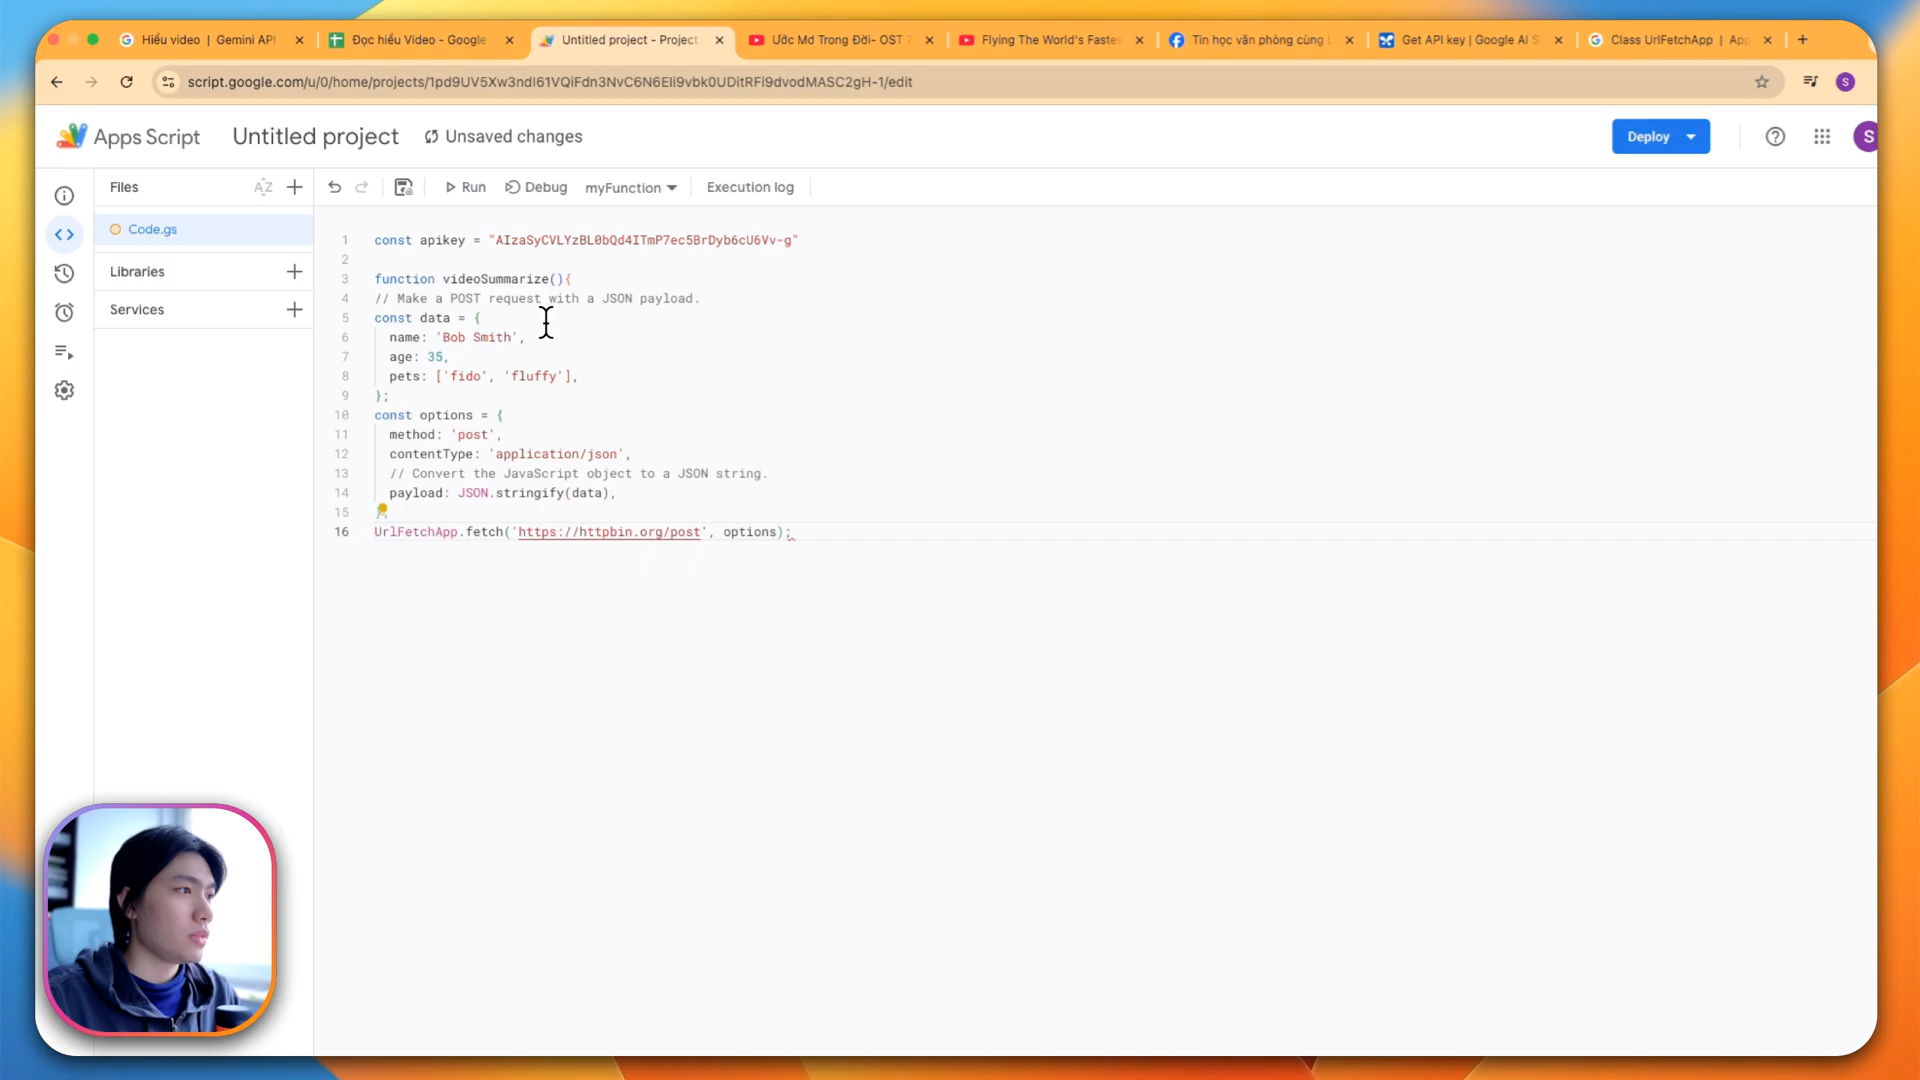 Hiểu video | Gemini API
Đọc hiểu Video - Google
Untitled project - Project
Ước Mơ Trong Đời- OST 7
Flying The World's Fastes
Tin học văn phòng cùng L
Get API key | Google AI S
Class UrlFetchApp | App
script.google.com/u/0/home/projects/1pd9UV5Xw3ndI61VQiFdn3NvC6N6EIi9vbk0UDitRFi9dvodMASC2gH-1/edit
S
Apps Script
Untitled project
Unsaved changes
Deploy
S
Files
AZ
Run
Debug
myFunction
Execution log
Code.gs
Libraries
Services
1 const apikey = "AIzaSyCVLYzBL0bQd4ITmP7ec5BrDyb6cU6Vv-g"
2
3 function videoSummarize(){
4 // Make a POST request with a JSON payload.
5 const data = {
6 name: 'Bob Smith',
7 age: 35,
8 pets: ['fido', 'fluffy'],
9 };
10 const options = {
11 method: 'post',
12 contentType: 'application/json',
13 // Convert the JavaScript object to a JSON string.
14 payload: JSON.stringify(data),
15
16 UrlFetchApp.fetch('https://httpbin.org/post', options);